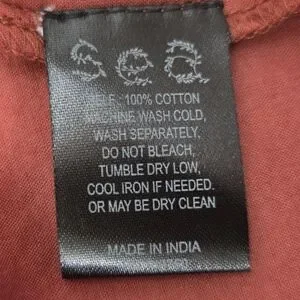 100% COTTON
MACHINE WASH COLD,
WASH SEPARATELY,
DO NOT BLEACH,
TUMBLE DRY LOW,
COOL IRON IF NEEDED.
OR MAY BE DRY CLEAN
MADE IN INDIA